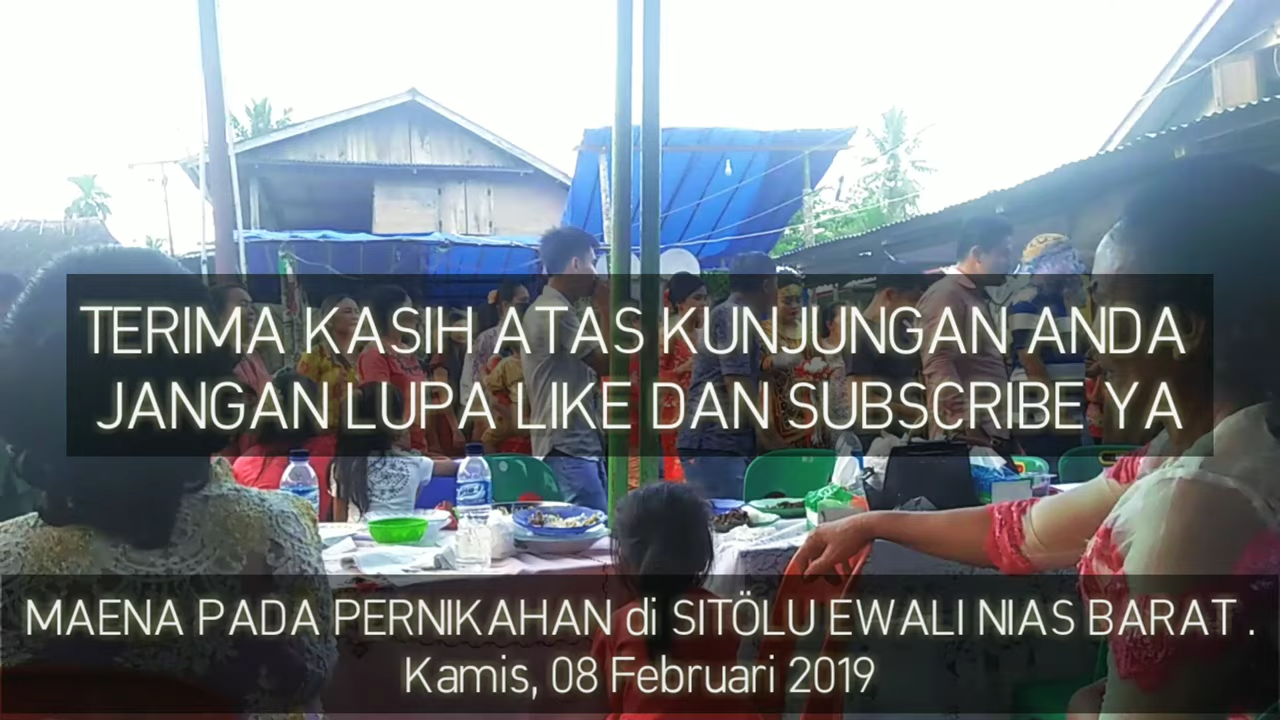 TERIMA KASIH ATAS KUNJUNGAN ANDA
JANGAN LUPA LIKE DAN SUBSCRIBE YA
MAENA PADA PERNIKAHAN di SITÖLU EWALI NIAS BARAT .
Kamis, 08 Februari 2019